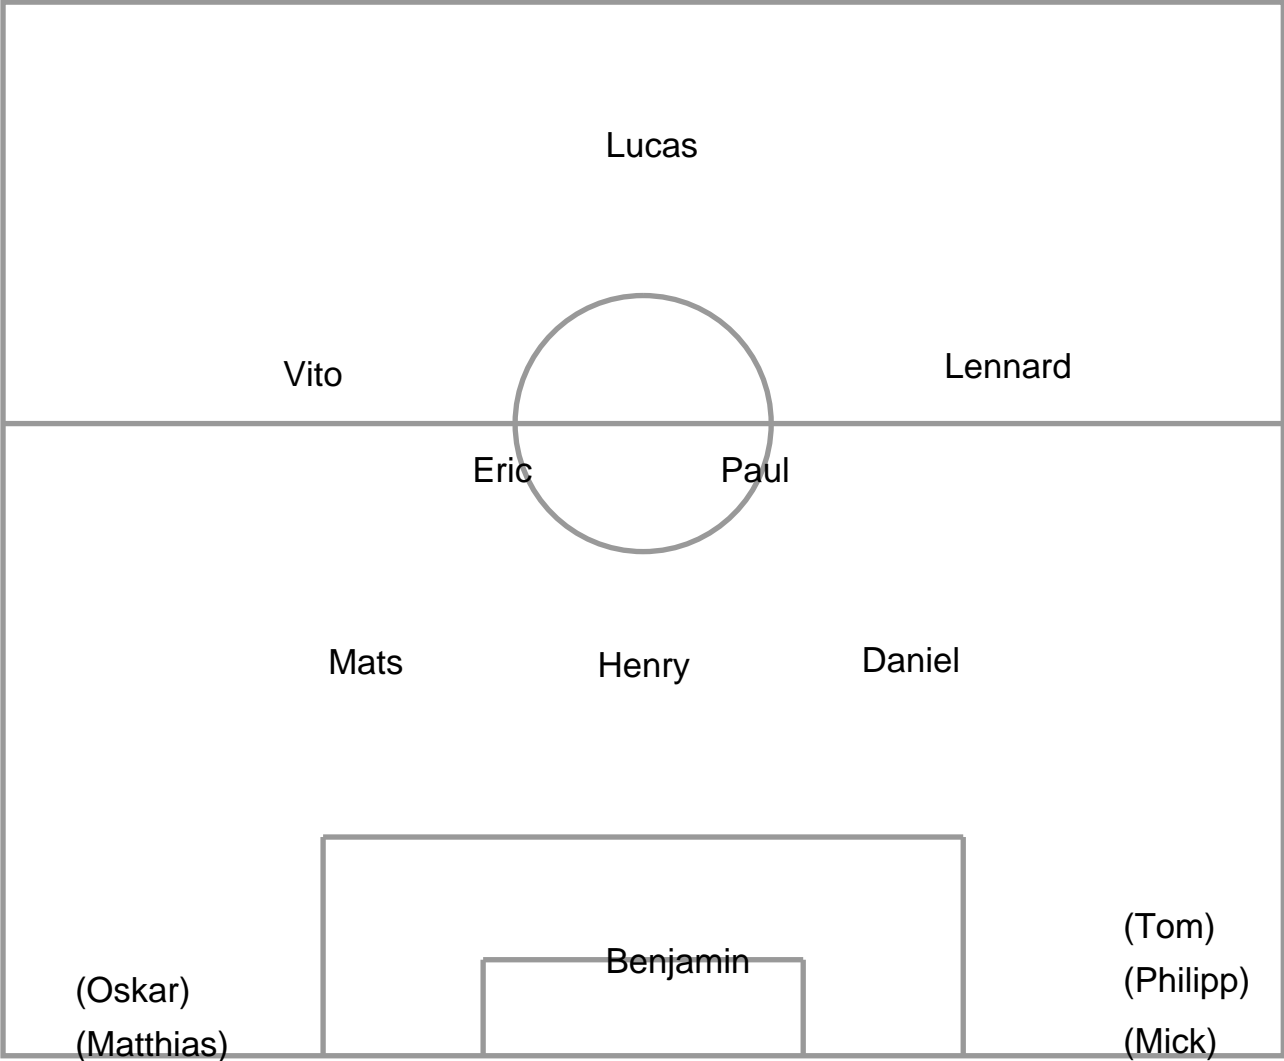 Lucas
Vito
Lennard
Eric
Paul
Mats
Henry
Daniel
Benjamin
(Tom)
(Philipp)
(Mick)
(Oskar)
(Matthias)